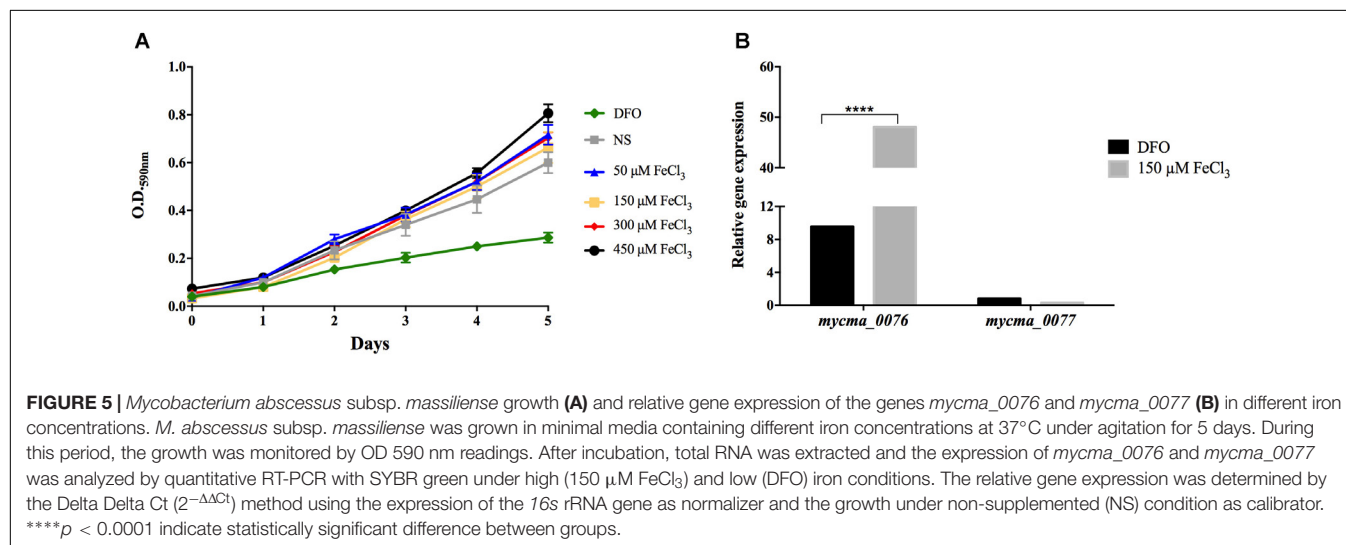 A
1.0
0.8
0.6
0.4
0.2
0.0
O.D.590nm
0 1 2 3 4 5
Days
DFO
NS
50 μM FeCl3
150 μM FeCl3
300 μM FeCl3
450 μM FeCl3
B
60
50
40
12
8
4
0
Relative gene expression
****
mycma_0076 mycma_0077
DFO
150 μM FeCl3
FIGURE 5 | Mycobacterium abscessus subsp. massiliense growth (A) and relative gene expression of the genes mycma_0076 and mycma_0077 (B) in different iron
concentrations. M. abscessus subsp. massiliense was grown in minimal media containing different iron concentrations at 37°C under agitation for 5 days. During
this period, the growth was monitored by OD 590 nm readings. After incubation, total RNA was extracted and the expression of mycma_0076 and mycma_0077
was analyzed by quantitative RT-PCR with SYBR green under high (150 μM FeCl3) and low (DFO) iron conditions. The relative gene expression was determined by
the Delta Delta Ct (2−ΔΔCt) method using the expression of the 16s rRNA gene as normalizer and the growth under non-supplemented (NS) condition as calibrator.
****p < 0.0001 indicate statistically significant difference between groups.